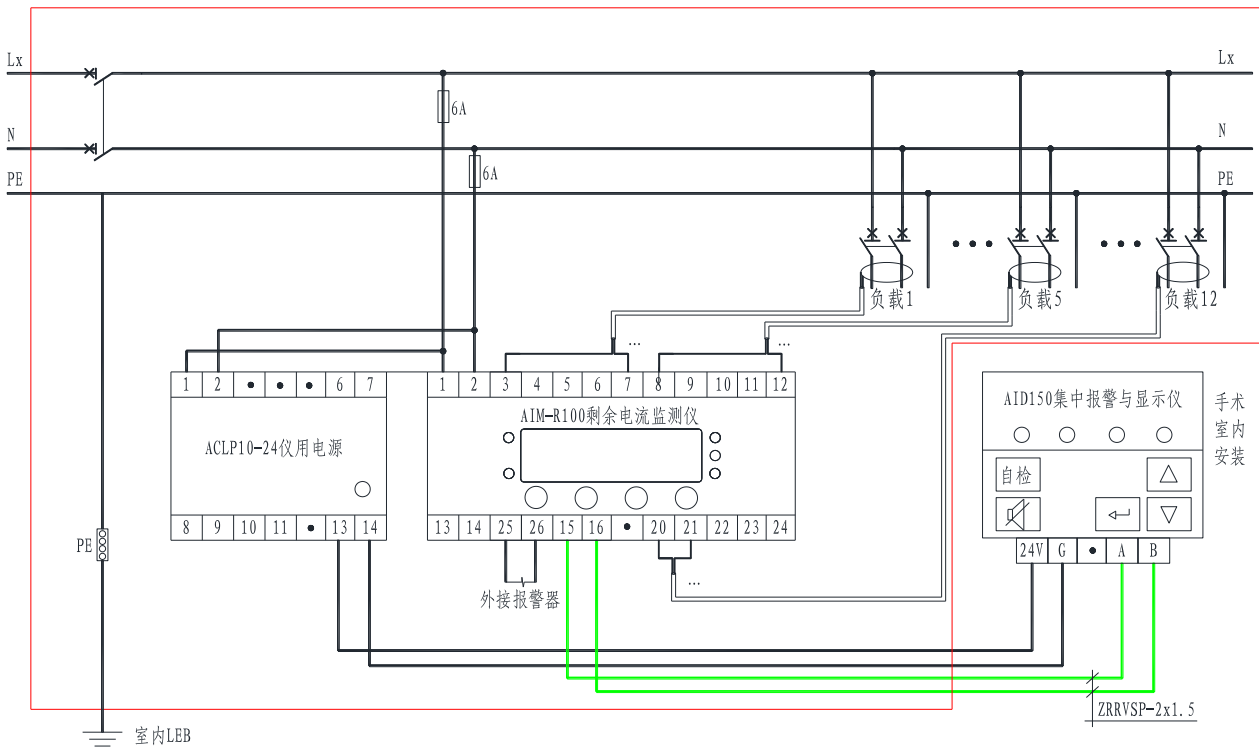 Lx
Lx
6A
N
N
6A
PE
PE
负载1
负载5
负载12
...
...
1 2 6 7
1 2 3 4 5 6 7 8 9 10 11 12
AIM-R100剩余电流监测仪
ACLP10-24仪用电源
AID150集中报警与显示仪
手术
室内
安装
自检
8 9 10 11 13 14
13 14 25 26 15 16 20 21 22 23 24
24V G A B
PE
...
外接报警器
ZRRVSP-2x1.5
室内LEB